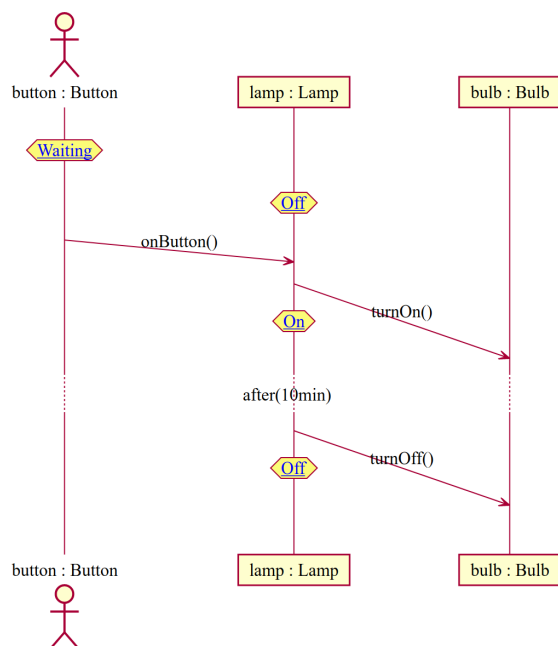 button : Button
lamp : Lamp
bulb : Bulb
Waiting
Off
onButton()
turnOn()
On
after(10min)
turnOff()
Off
button : Button
lamp : Lamp
bulb : Bulb